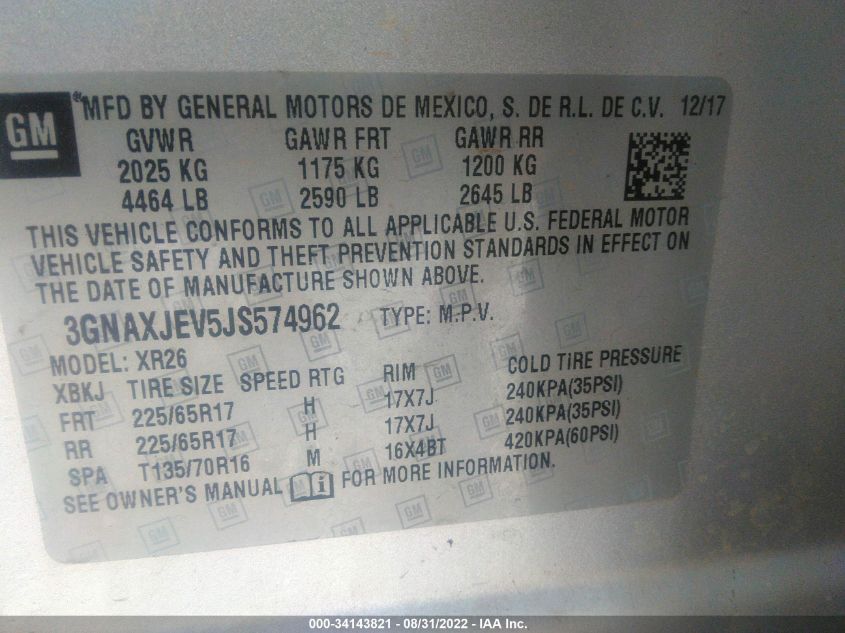 GM
MFD BY GENERAL MOTORS DE MEXICO, S. DE R.L. DE C.V. 12/17
GVWR GAWR FRT GAWR RR
2025 KG 1175 KG 1200 KG
4464 LB 2590 LB 2645 LB
THIS VEHICLE CONFORMS TO ALL APPLICABLE U.S. FEDERAL MOTOR
VEHICLE SAFETY AND THEFT PREVENTION STANDARDS IN EFFECT ON
THE DATE OF MANUFACTURE SHOWN ABOVE.
3GNAXJEV5JS574962 TYPE: M.P.V.
MODEL: XR26
XBKJ TIRE SIZE SPEED RTG RIM COLD TIRE PRESSURE
FRT 225/65R17 H 17X7J 240KPA(35PSI)
RR 225/65R17 H 17X7J 240KPA(35PSI)
SPA T135/70R16 M 16X4BT 420KPA(60PSI)
SEE OWNER'S MANUAL FOR MORE INFORMATION.
000-34143821 - 08/31/2022 - IAA Inc.